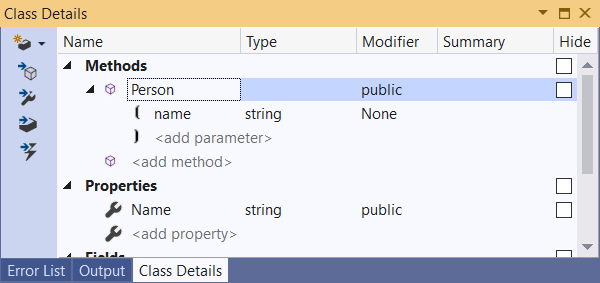 Class Details
Name Type Modifier Summary Hide
Methods
Person public
name string None
<add parameter>
<add method>
Properties
Name string public
<add property>
Fields
Error List Output Class Details